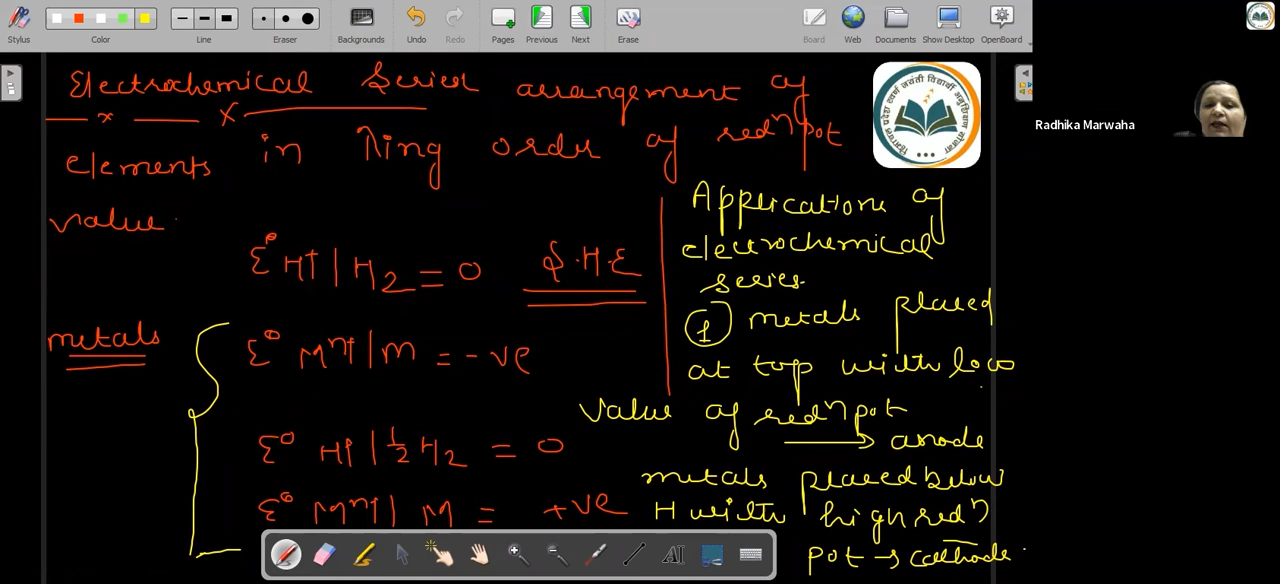 Stylus
Color
Line
Eraser
Backgrounds
Undo
Redo
Pages
Previous
Next
Erase
Board
Web
Documents
Show Desktop
OpenBoard
Electrochemical Series arrangement of
elements in ↑ing order of redⁿ pot
value
E° H⁺ | H₂ = 0 S.H.E
metals
E° Mⁿ⁺ | M = -ve
E° H⁺ | ½ H₂ = 0
E° Mⁿ⁺ | M = +ve
Applications of
electrochemical
series.
① metals placed
at top with low
value of redⁿ pot
→ anode
metals placed below
H with high redⁿ
pot → cathode
Radhika Marwaha